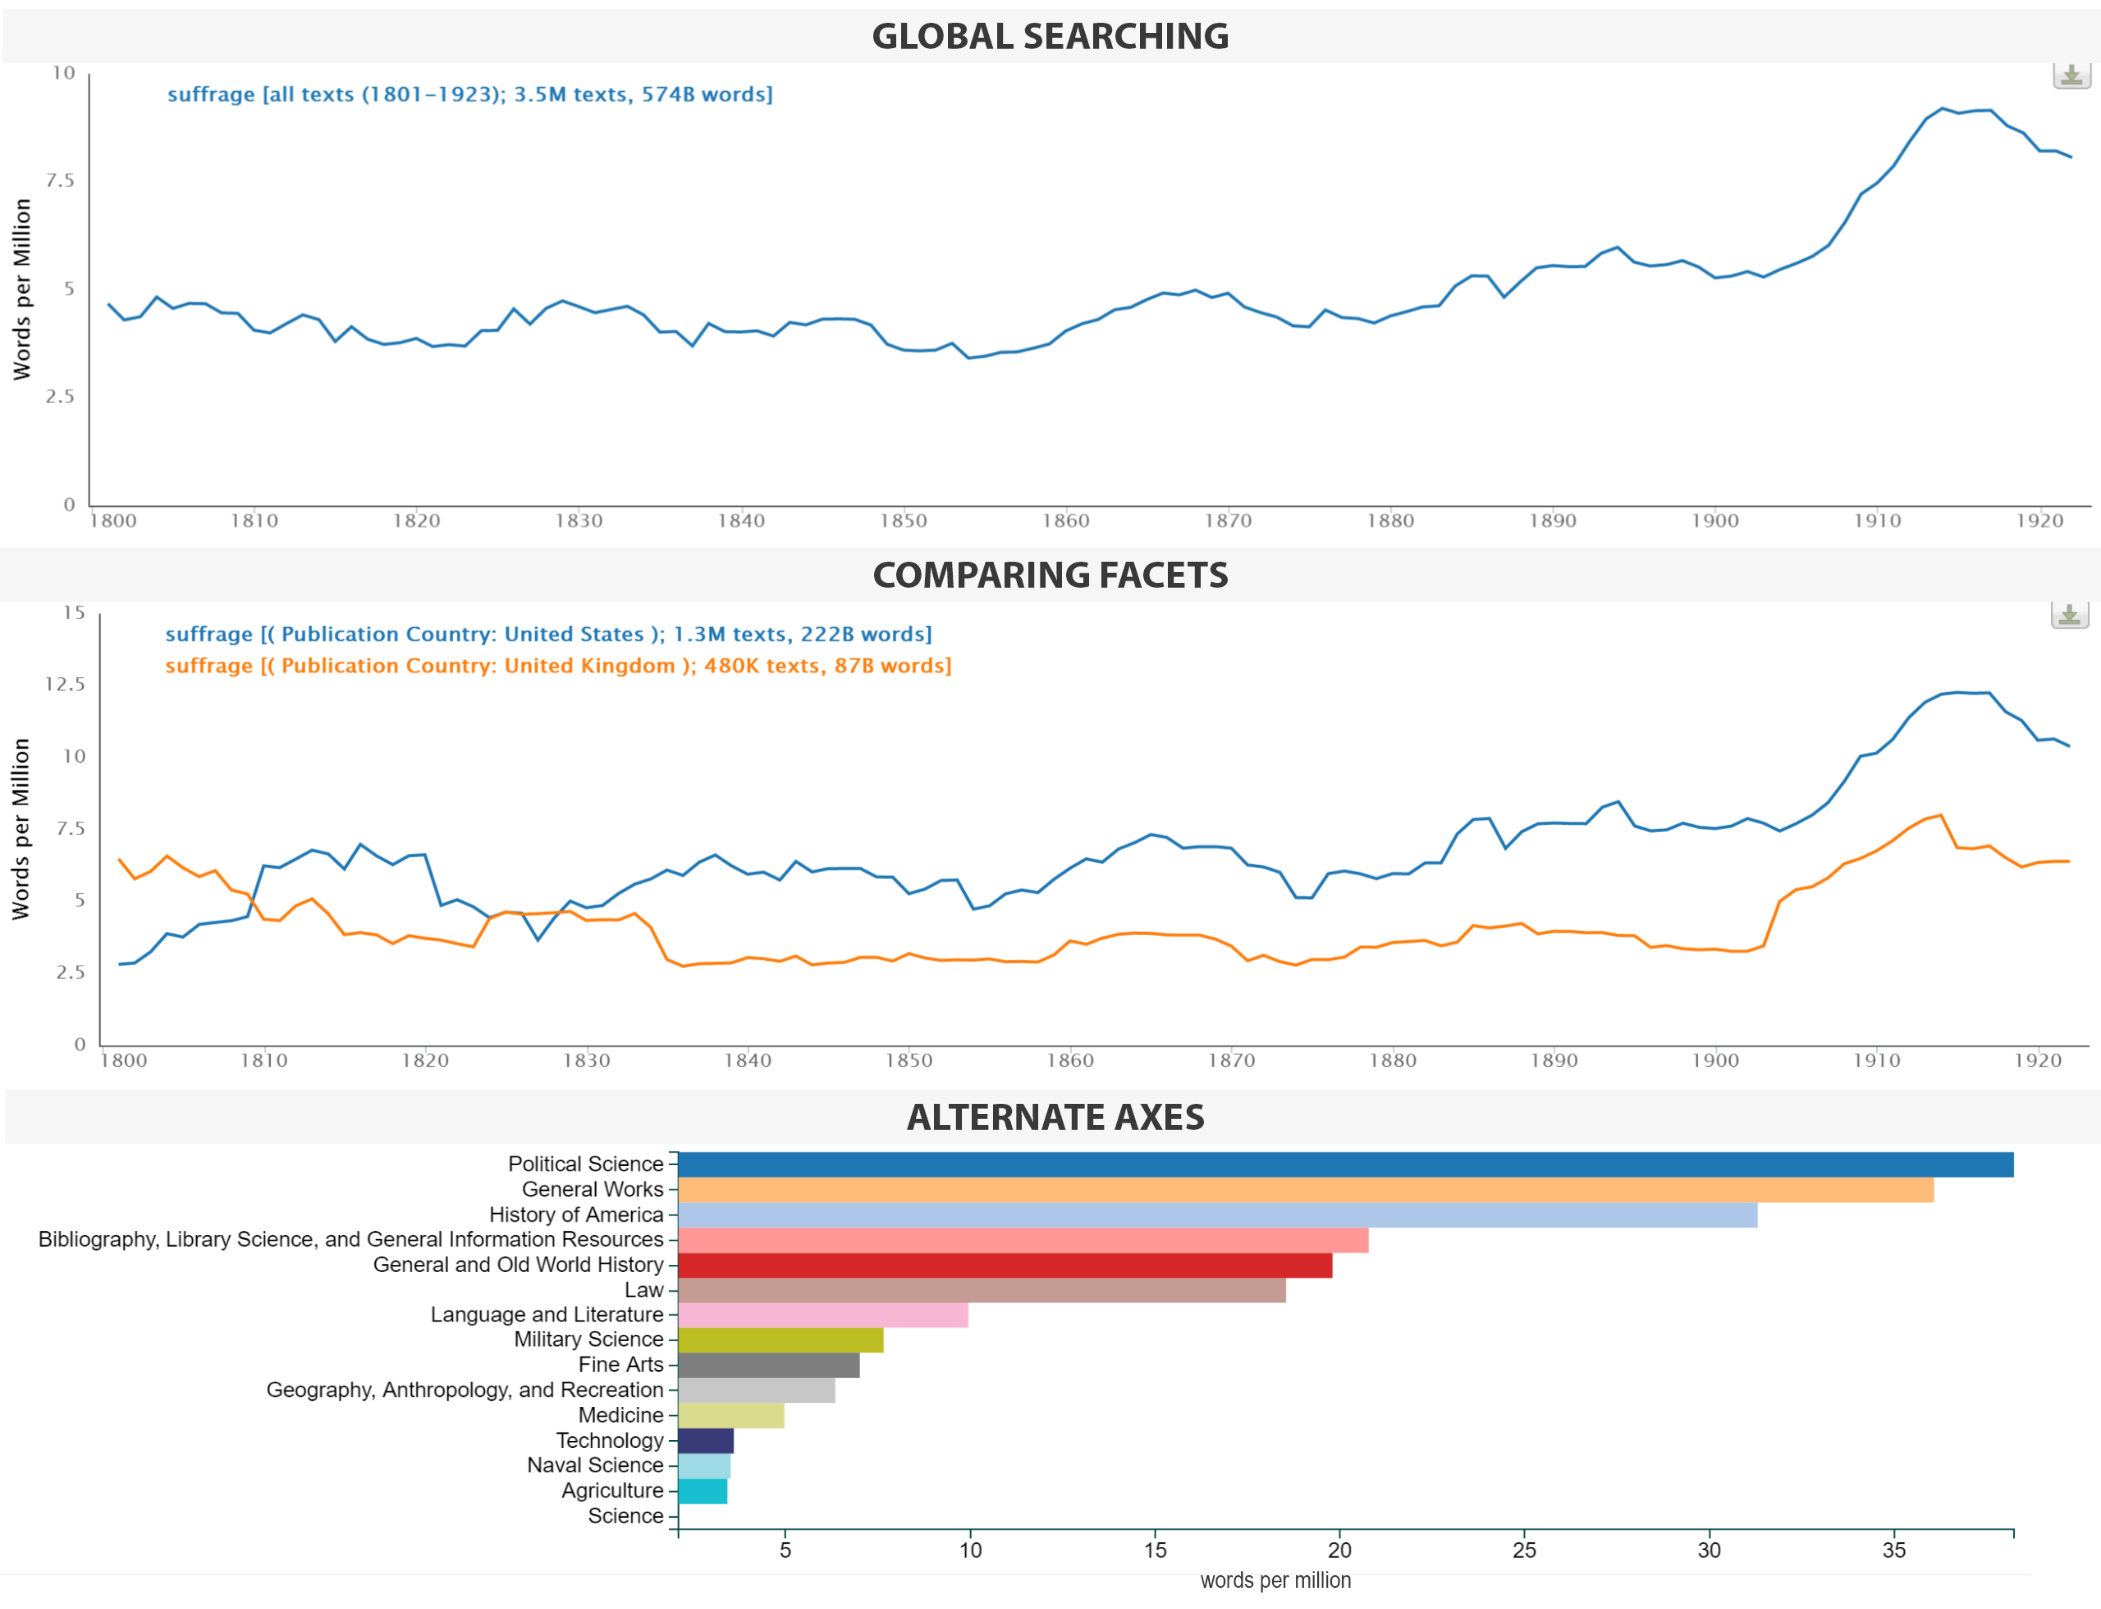 GLOBAL SEARCHING
10
suffrage [all texts (1801–1923); 3.5M texts, 574B words]
7.5
5
2.5
0
Words per Million
1800 1810 1820 1830 1840 1850 1860 1870 1880 1890 1900 1910 1920
COMPARING FACETS
15
suffrage [( Publication Country: United States ); 1.3M texts, 222B words]
suffrage [( Publication Country: United Kingdom ); 480K texts, 87B words]
12.5
10
7.5
5
2.5
0
Words per Million
1800 1810 1820 1830 1840 1850 1860 1870 1880 1890 1900 1910 1920
ALTERNATE AXES
Political Science
General Works
History of America
Bibliography, Library Science, and General Information Resources
General and Old World History
Law
Language and Literature
Military Science
Fine Arts
Geography, Anthropology, and Recreation
Medicine
Technology
Naval Science
Agriculture
Science
5 10 15 20 25 30 35
words per million